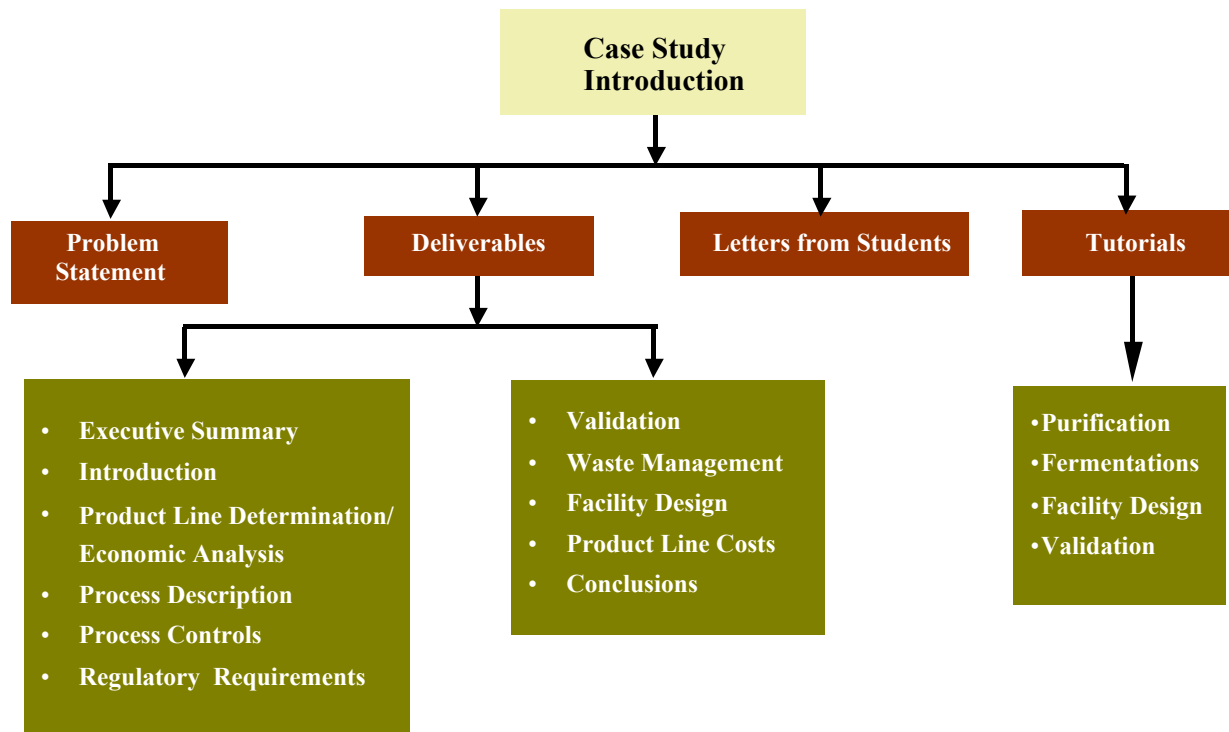 Case Study
Introduction
Problem
Statement
Deliverables
Letters from Students
Tutorials
• Executive Summary
• Introduction
• Product Line Determination/
Economic Analysis
• Process Description
• Process Controls
• Regulatory Requirements
• Validation
• Waste Management
• Facility Design
• Product Line Costs
• Conclusions
•Purification
•Fermentations
•Facility Design
•Validation